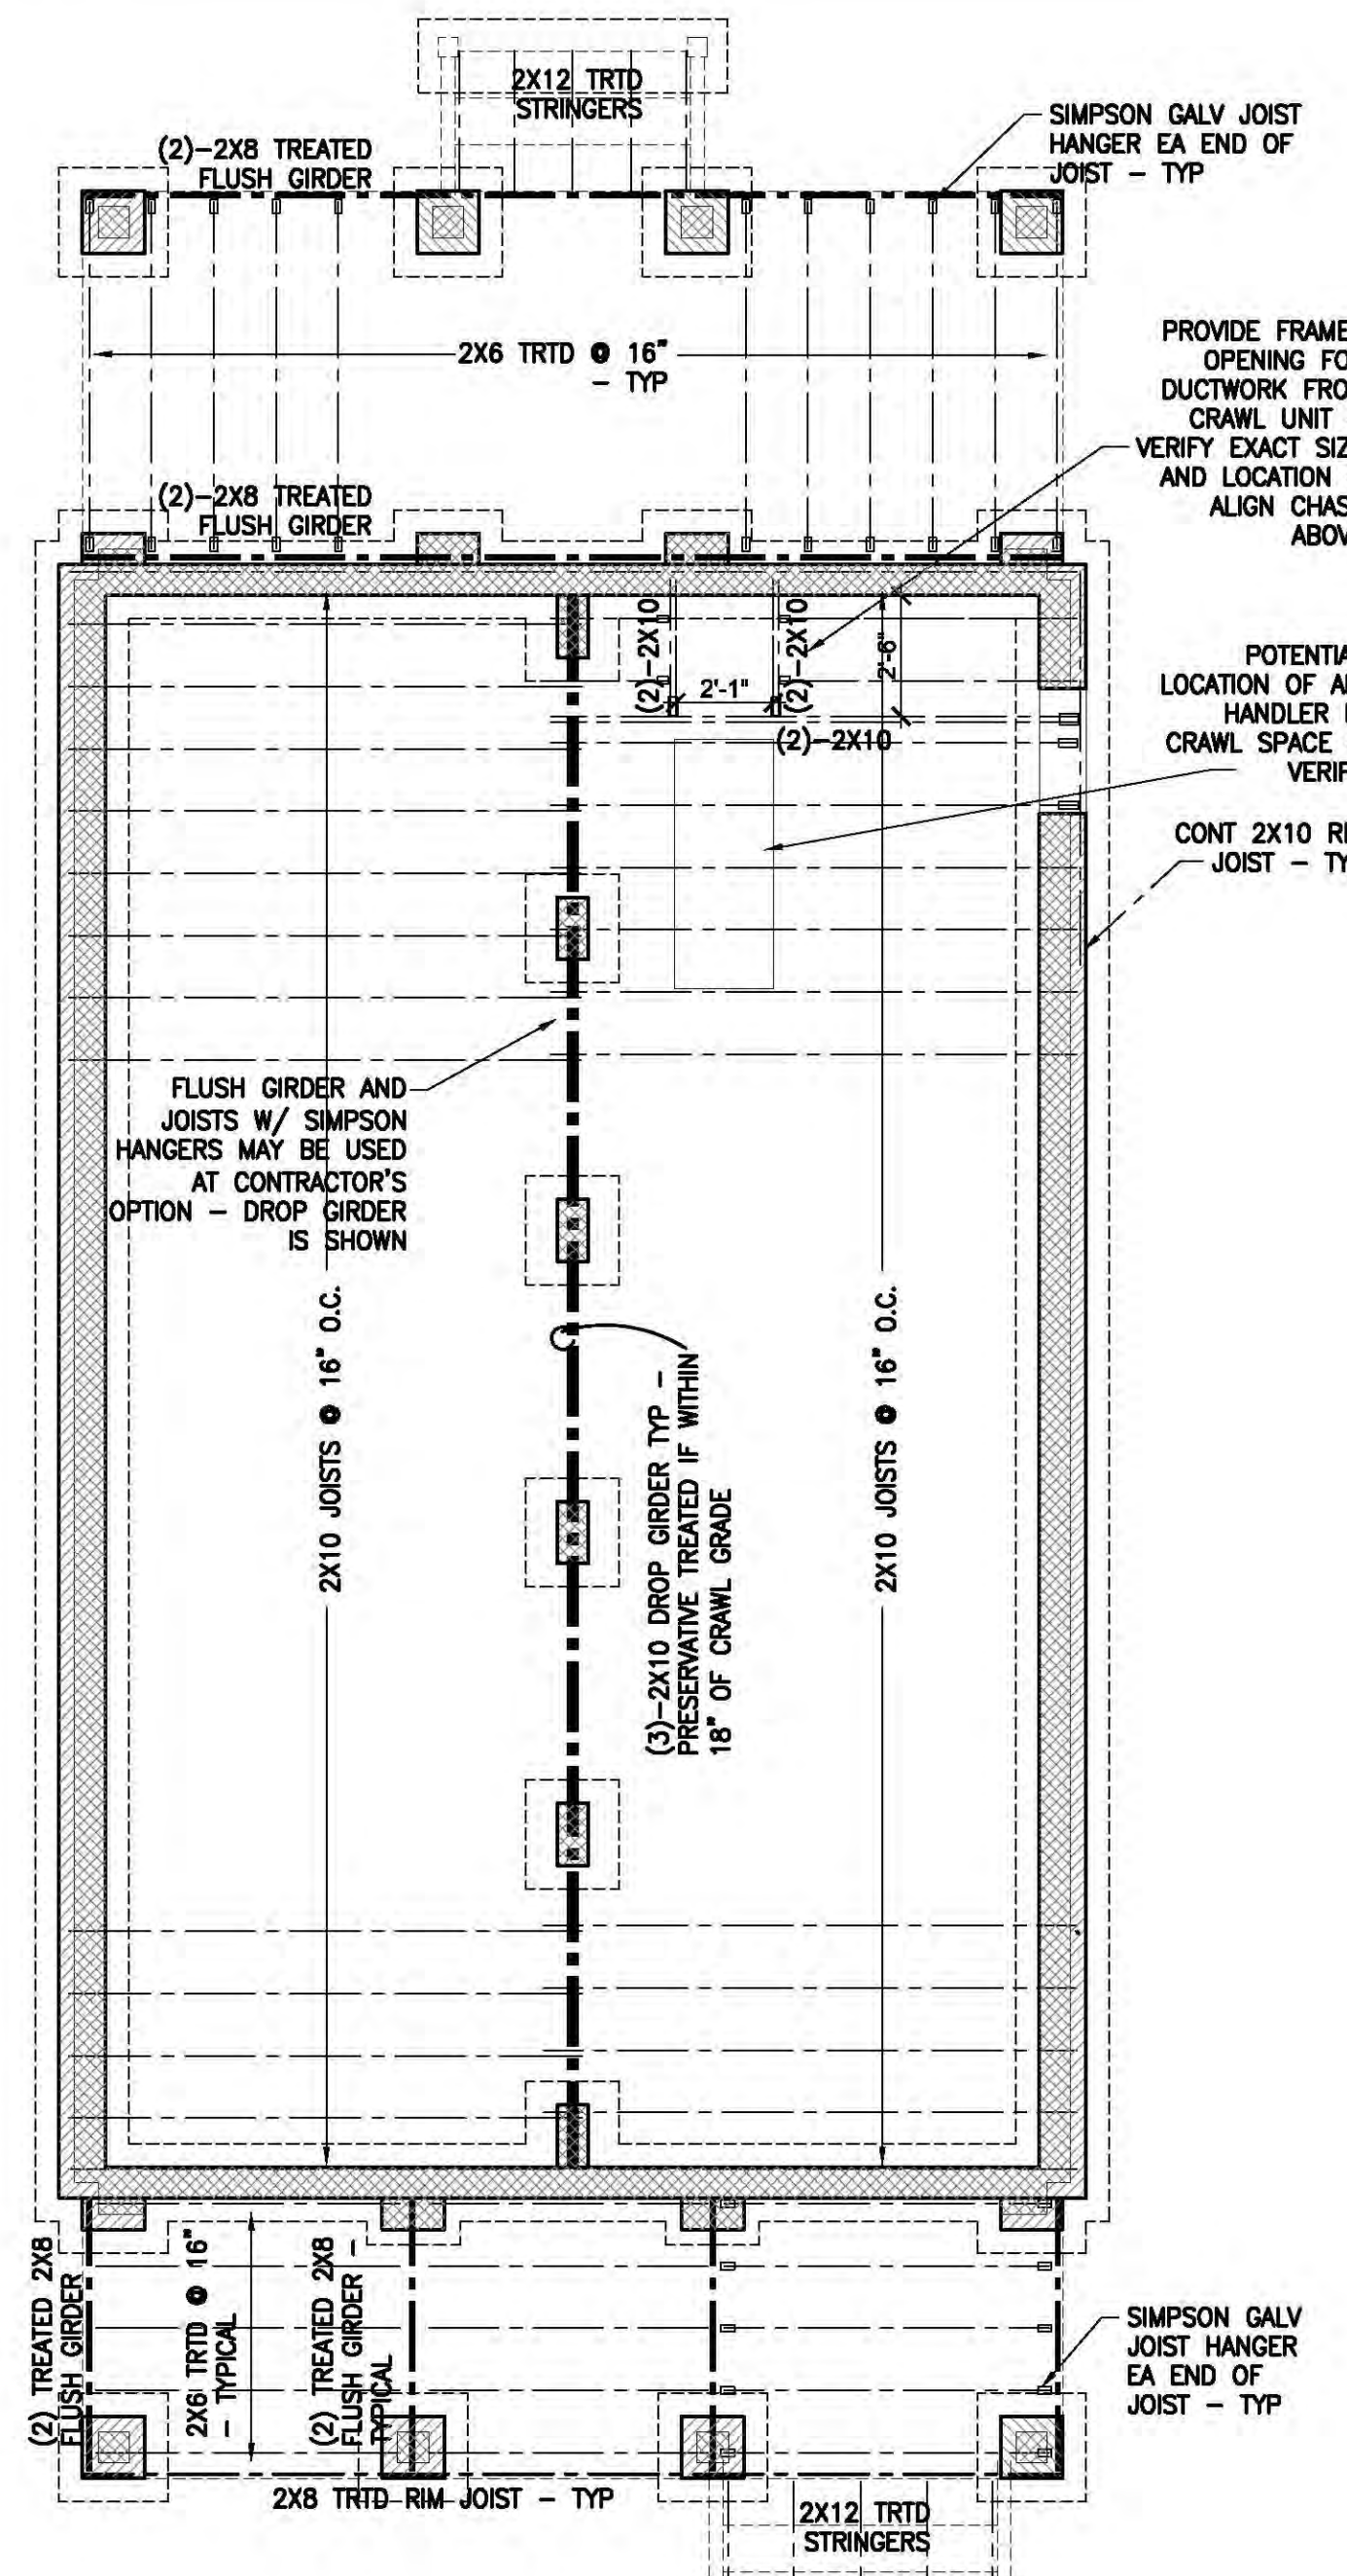 2X12 TRTD
STRINGERS
(2)-2X8 TREATED
FLUSH GIRDER
SIMPSON GALV JOIST
HANGER EA END OF
JOIST - TYP
2X6 TRTD @ 16"
- TYP
PROVIDE FRAME
OPENING FO
DUCTWORK FRO
CRAWL UNIT
VERIFY EXACT SIZ
AND LOCATION
ALIGN CHAS
ABOV
(2)-2X8 TREATED
FLUSH GIRDER
(2)-2X10
2'-1"
(2)-2X10
2'-6"
(2)-2X10
POTENTIA
LOCATION OF A
HANDLER
CRAWL SPACE
VERIF
CONT 2X10 R
JOIST - TY
FLUSH GIRDER AND
JOISTS W/ SIMPSON
HANGERS MAY BE USED
AT CONTRACTOR'S
OPTION - DROP GIRDER
IS SHOWN
2X10 JOISTS @ 16" O.C.
(3)-2X10 DROP GIRDER TYP -
PRESERVATIVE TREATED IF WITHIN
18" OF CRAWL GRADE
2X10 JOISTS @ 16" O.C.
(2) TREATED 2X8
FLUSH GIRDER
2X6 TRTD @ 16"
- TYPICAL
(2) TREATED 2X8 -
FLUSH GIRDER
TYPICAL
SIMPSON GALV
JOIST HANGER
EA END OF
JOIST - TYP
2X8 TRTD RIM JOIST - TYP
2X12 TRTD
STRINGERS